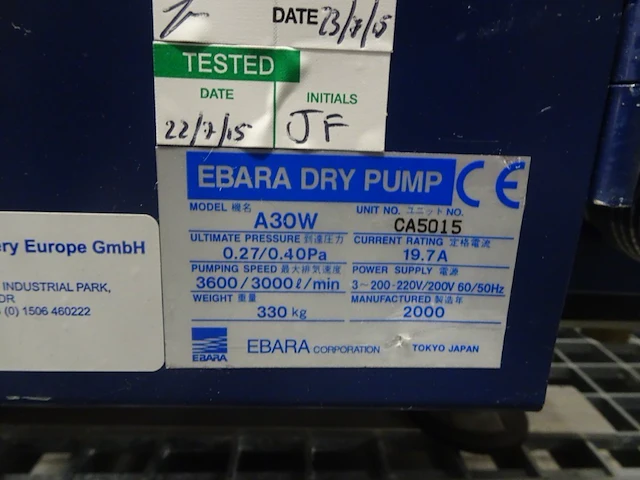 DATE 23/7/15
TESTED
DATE
INITIALS
22/7/15
JF
EBARA DRY PUMP CE
MODEL 機名
A30W
UNIT NO. ユニット NO.
CA5015
ULTIMATE PRESSURE 到達圧力
0.27/0.40Pa
CURRENT RATING 定格電流
19.7A
PUMPING SPEED 最大排気速度
3600/3000ℓ/min
POWER SUPPLY 電源
3～200-220V/200V 60/50Hz
WEIGHT 重量
330 kg
MANUFACTURED 製造年
2000
EBARA
EBARA CORPORATION TOKYO JAPAN
ery Europe GmbH
INDUSTRIAL PARK,
OR
(0) 1506 460222